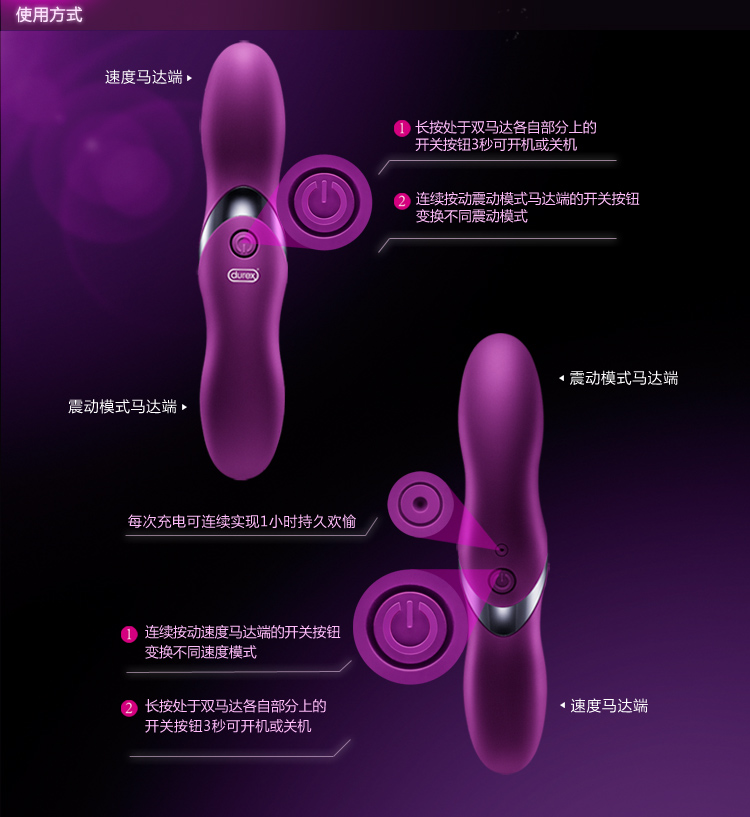 使用方式
速度马达端
1 长按处于双马达各自部分上的
开关按钮3秒可开机或关机
2 连续按动震动模式马达端的开关按钮
变换不同震动模式
durex
震动模式马达端
震动模式马达端
每次充电可连续实现1小时持久欢愉
1 连续按动速度马达端的开关按钮
变换不同速度模式
2 长按处于双马达各自部分上的
开关按钮3秒可开机或关机
速度马达端